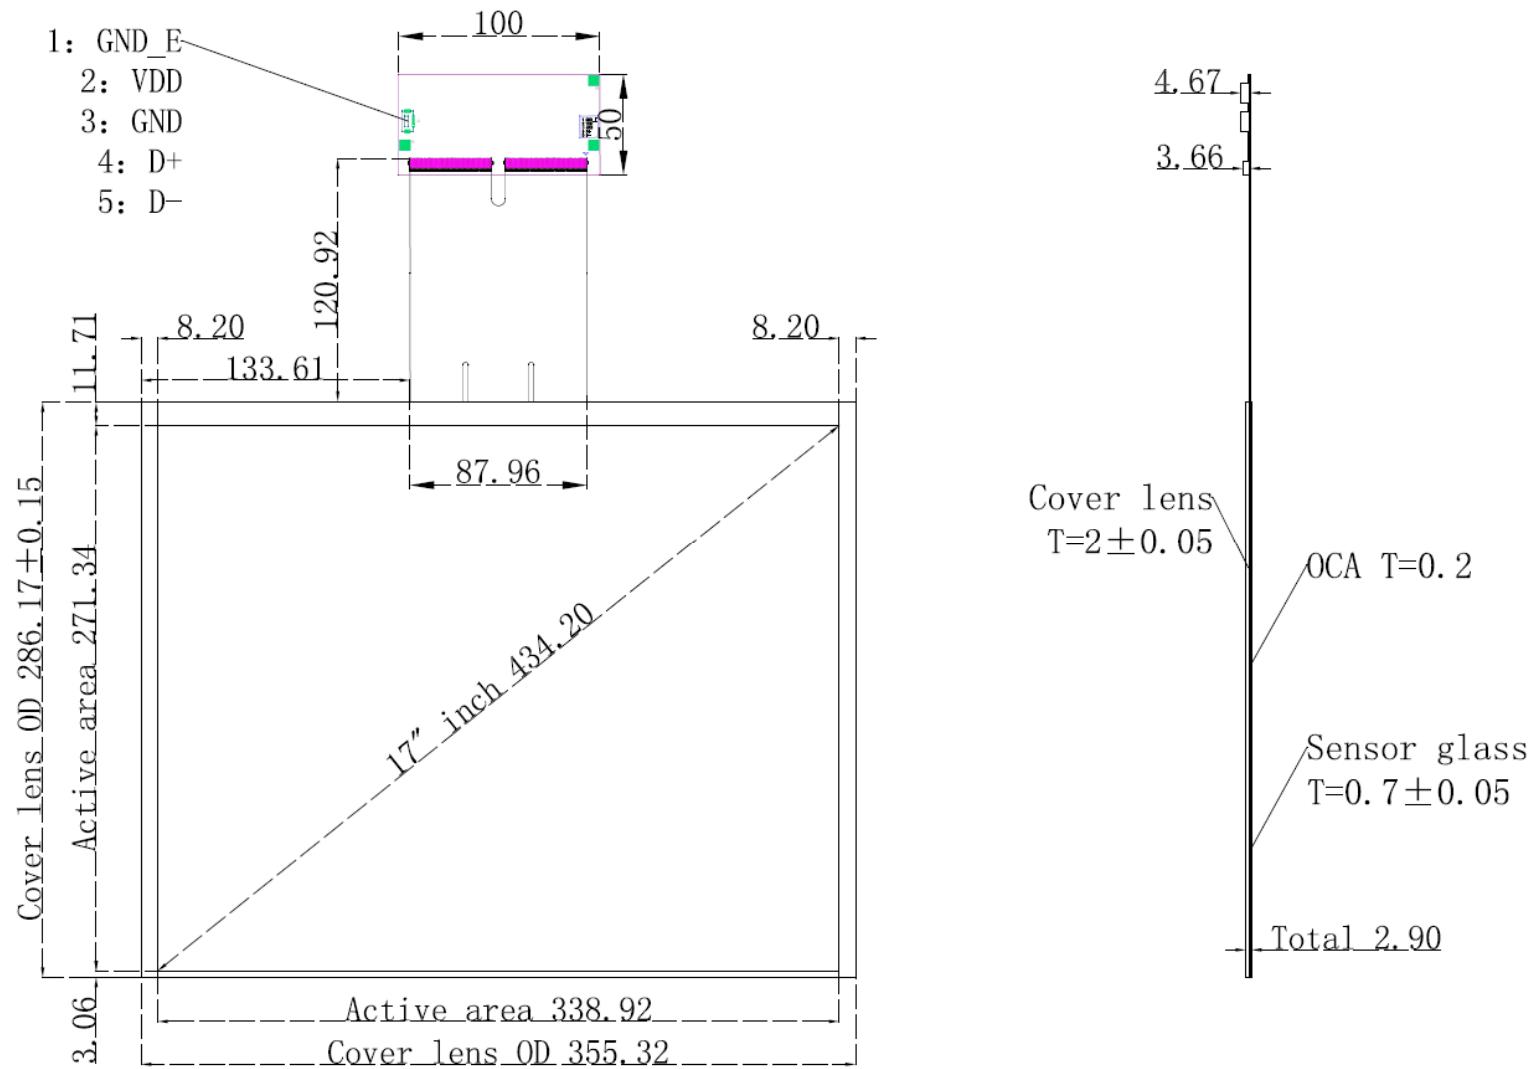 100
1: GND_E
2: VDD
3: GND
4: D+
5: D-
50
4.67
3.66
120.92
11.71
8.20
8.20
133.61
87.96
Cover lens OD 286.17±0.15
Active area 271.34
17" inch 434.20
Cover lens
T=2±0.05
OCA T=0.2
Sensor glass
T=0.7±0.05
Total 2.90
3.06
Active area 338.92
Cover lens OD 355.32